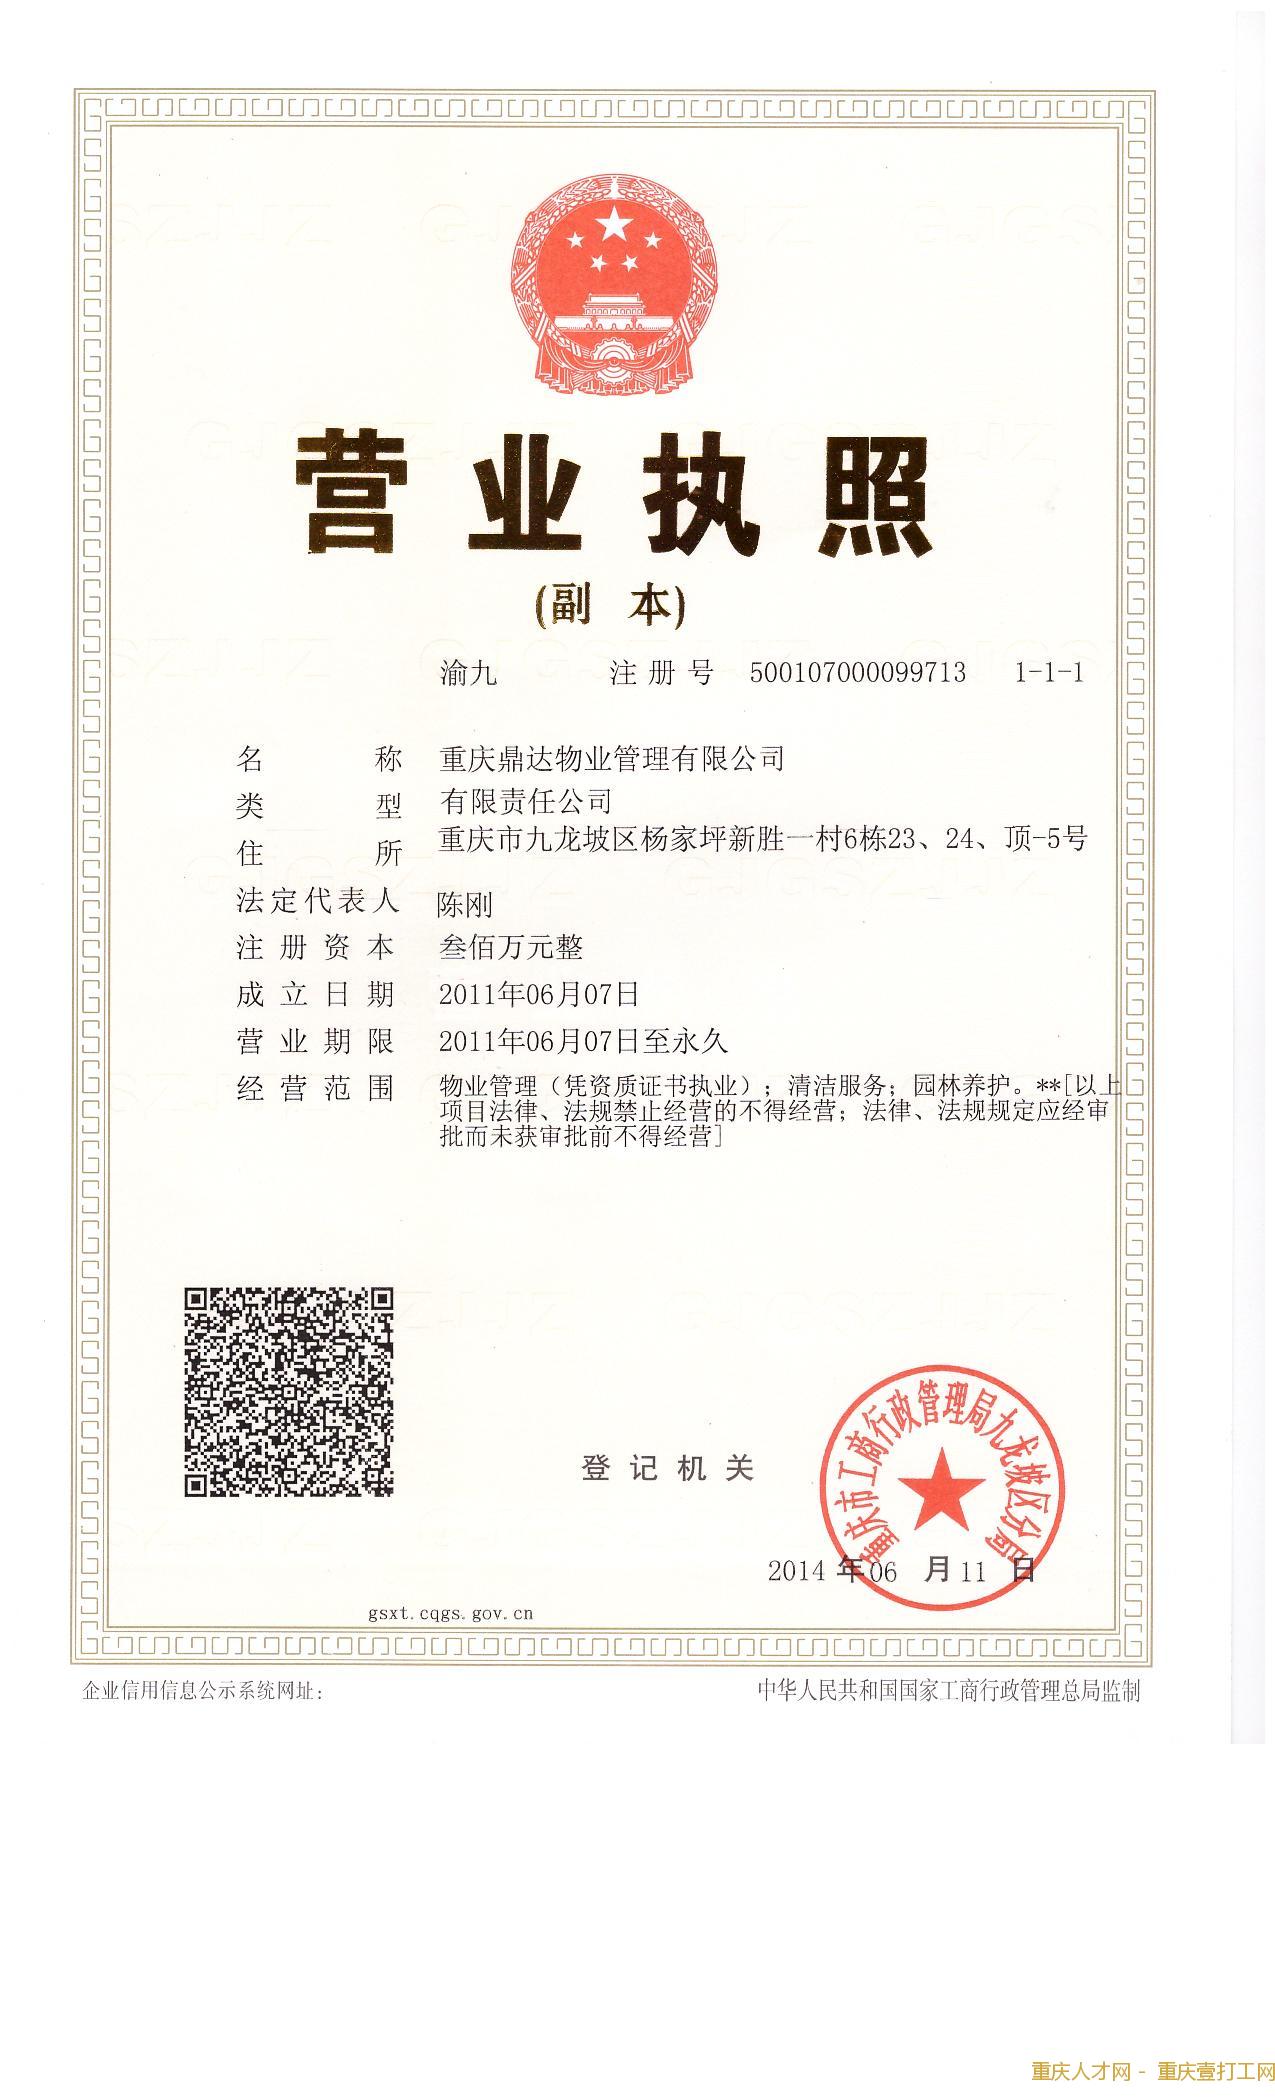 营业执照
(副 本)
渝九 注册号 500107000099713 1-1-1
名称 重庆鼎达物业管理有限公司
类型 有限责任公司
住所 重庆市九龙坡区杨家坪新胜一村6栋23、24、顶-5号
法定代表人 陈刚
注册资本 叁佰万元整
成立日期 2011年06月07日
营业期限 2011年06月07日至永久
经营范围 物业管理（凭资质证书执业）；清洁服务；园林养护。**[以上
项目法律、法规禁止经营的不得经营；法律、法规规定应经审
批而未获审批前不得经营]
登记机关
重庆市工商行政管理局九龙坡区分局
2014 年 06 月 11 日
gsxt.cqgs.gov.cn
企业信用信息公示系统网址：
中华人民共和国国家工商行政管理总局监制
重庆人才网 - 重庆壹打工网